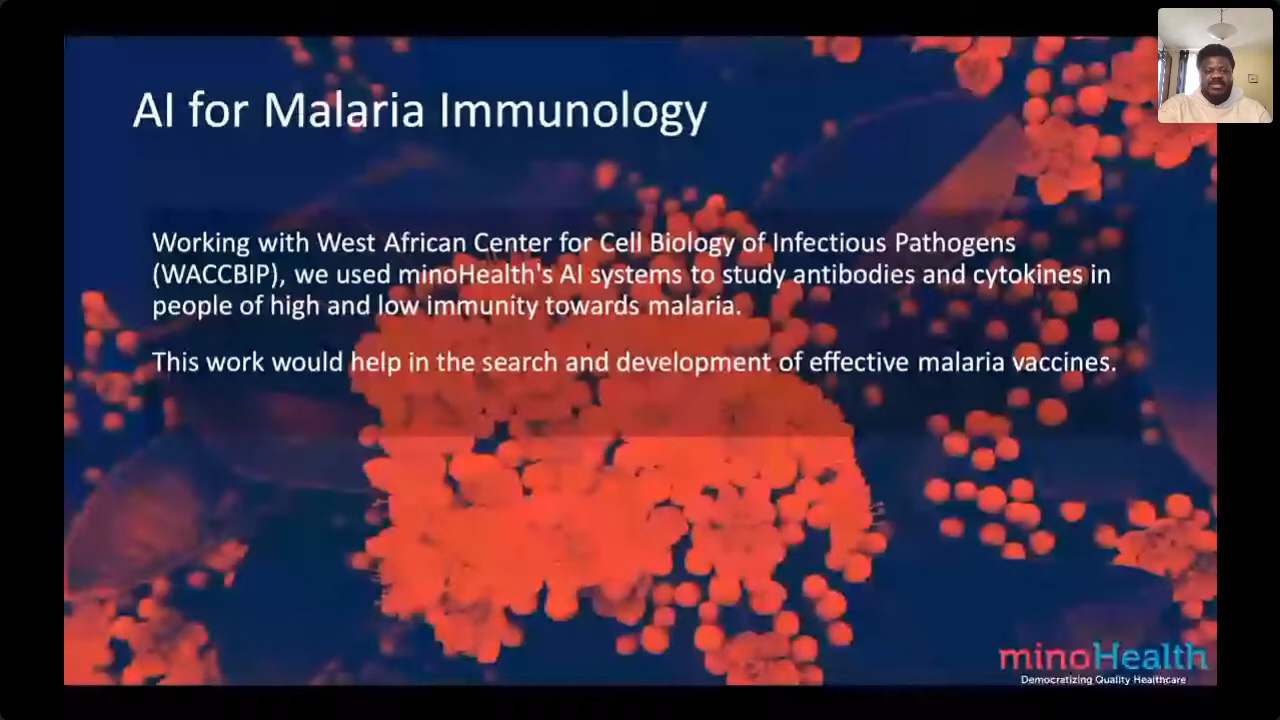 AI for Malaria Immunology
Working with West African Center for Cell Biology of Infectious Pathogens
(WACCBIP), we used minoHealth's AI systems to study antibodies and cytokines in
people of high and low immunity towards malaria.
This work would help in the search and development of effective malaria vaccines.
minoHealth
Democratizing Quality Healthcare